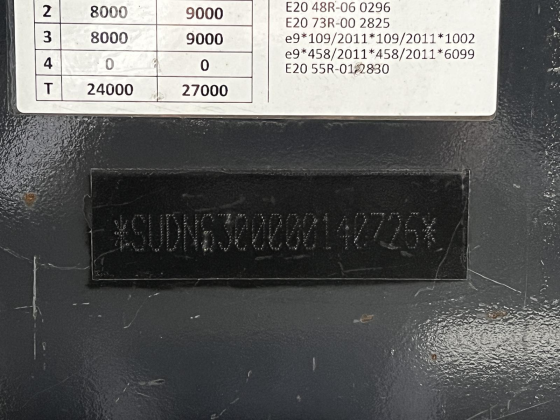 2 8000 9000
3 8000 9000
4 0 0
T 24000 27000
E20 48R-06 0296
E20 73R-00 2825
e9*109/2011*109/2011*1002
e9*458/2011*458/2011*6099
E20 55R-01 2830
*SUDNS300000140726*